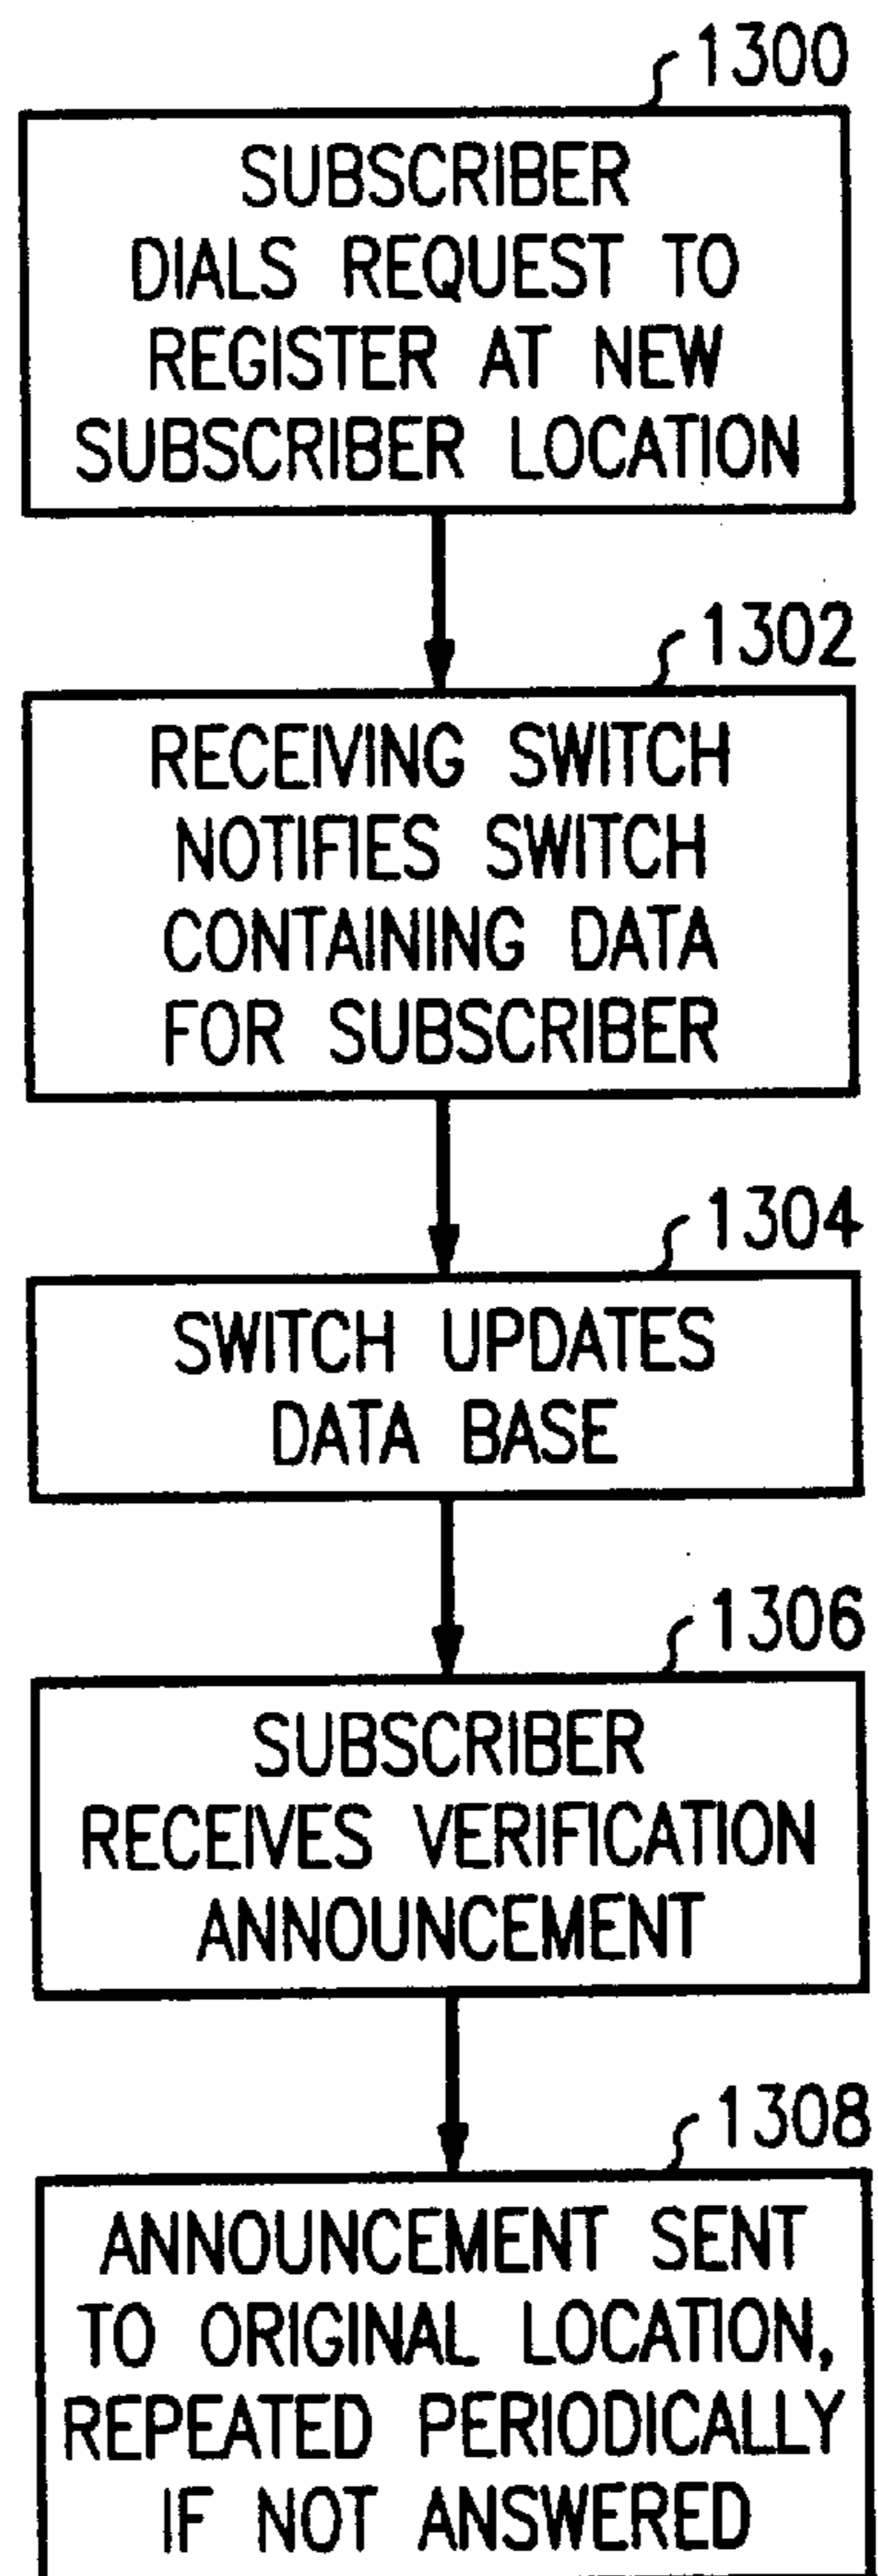 1300
SUBSCRIBER
DIALS REQUEST TO
REGISTER AT NEW
SUBSCRIBER LOCATION
1302
RECEIVING SWITCH
NOTIFIES SWITCH
CONTAINING DATA
FOR SUBSCRIBER
1304
SWITCH UPDATES
DATA BASE
1306
SUBSCRIBER
RECEIVES VERIFICATION
ANNOUNCEMENT
1308
ANNOUNCEMENT SENT
TO ORIGINAL LOCATION,
REPEATED PERIODICALLY
IF NOT ANSWERED